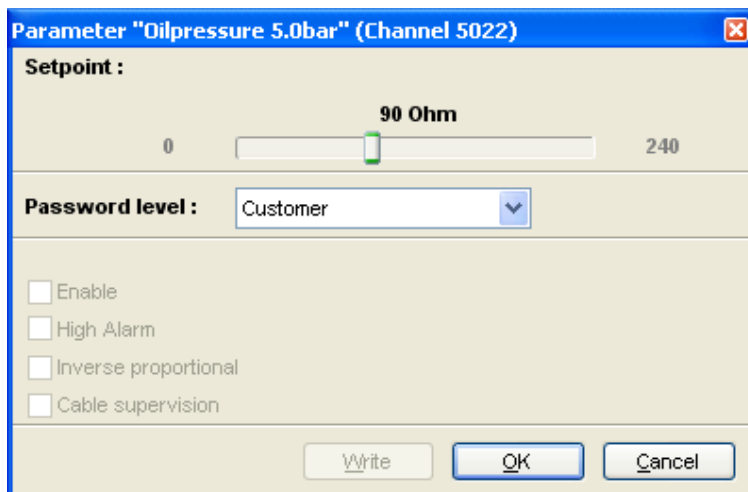 Parameter "Oilpressure 5.0bar" (Channel 5022)
Setpoint :
90 Ohm
0 240
Password level : Customer
Enable
High Alarm
Inverse proportional
Cable supervision
Write OK Cancel